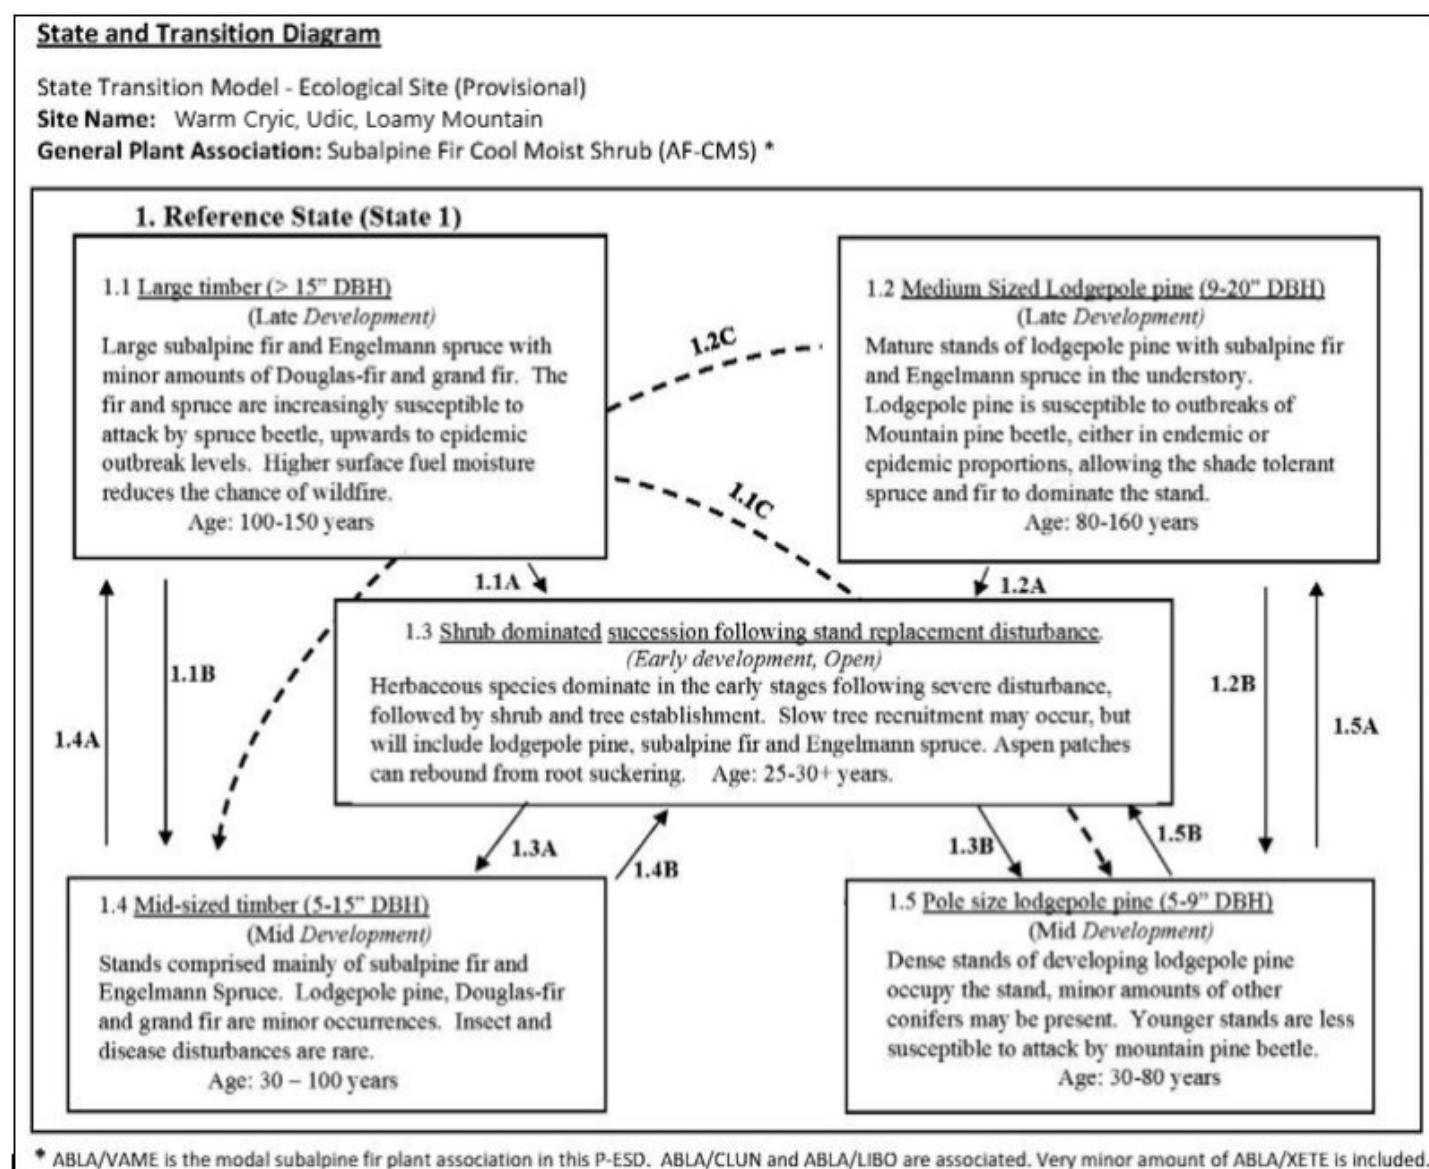 State and Transition Diagram
State Transition Model - Ecological Site (Provisional)
Site Name: Warm Cryic, Udic, Loamy Mountain
General Plant Association: Subalpine Fir Cool Moist Shrub (AF-CMS) *
1. Reference State (State 1)
1.1 Large timber (> 15" DBH)
(Late Development)
Large subalpine fir and Engelmann spruce with
minor amounts of Douglas-fir and grand fir. The
fir and spruce are increasingly susceptible to
attack by spruce beetle, upwards to epidemic
outbreak levels. Higher surface fuel moisture
reduces the chance of wildfire.
Age: 100-150 years
1.2C
1.1C
1.2 Medium Sized Lodgepole pine (9-20" DBH)
(Late Development)
Mature stands of lodgepole pine with subalpine fir
and Engelmann spruce in the understory.
Lodgepole pine is susceptible to outbreaks of
Mountain pine beetle, either in endemic or
epidemic proportions, allowing the shade tolerant
spruce and fir to dominate the stand.
Age: 80-160 years
1.1A
1.2A
1.4A
1.1B
1.3 Shrub dominated succession following stand replacement disturbance.
(Early development, Open)
Herbaceous species dominate in the early stages following severe disturbance,
followed by shrub and tree establishment. Slow tree recruitment may occur, but
will include lodgepole pine, subalpine fir and Engelmann spruce. Aspen patches
can rebound from root suckering. Age: 25-30+ years.
1.2B
1.5A
1.3A
1.4B
1.3B
1.5B
1.4 Mid-sized timber (5-15" DBH)
(Mid Development)
Stands comprised mainly of subalpine fir and
Engelmann Spruce. Lodgepole pine, Douglas-fir
and grand fir are minor occurrences. Insect and
disease disturbances are rare.
Age: 30 – 100 years
1.5 Pole size lodgepole pine (5-9" DBH)
(Mid Development)
Dense stands of developing lodgepole pine
occupy the stand, minor amounts of other
conifers may be present. Younger stands are less
susceptible to attack by mountain pine beetle.
Age: 30-80 years
* ABLA/VAME is the modal subalpine fir plant association in this P-ESD. ABLA/CLUN and ABLA/LIBO are associated. Very minor amount of ABLA/XETE is included.